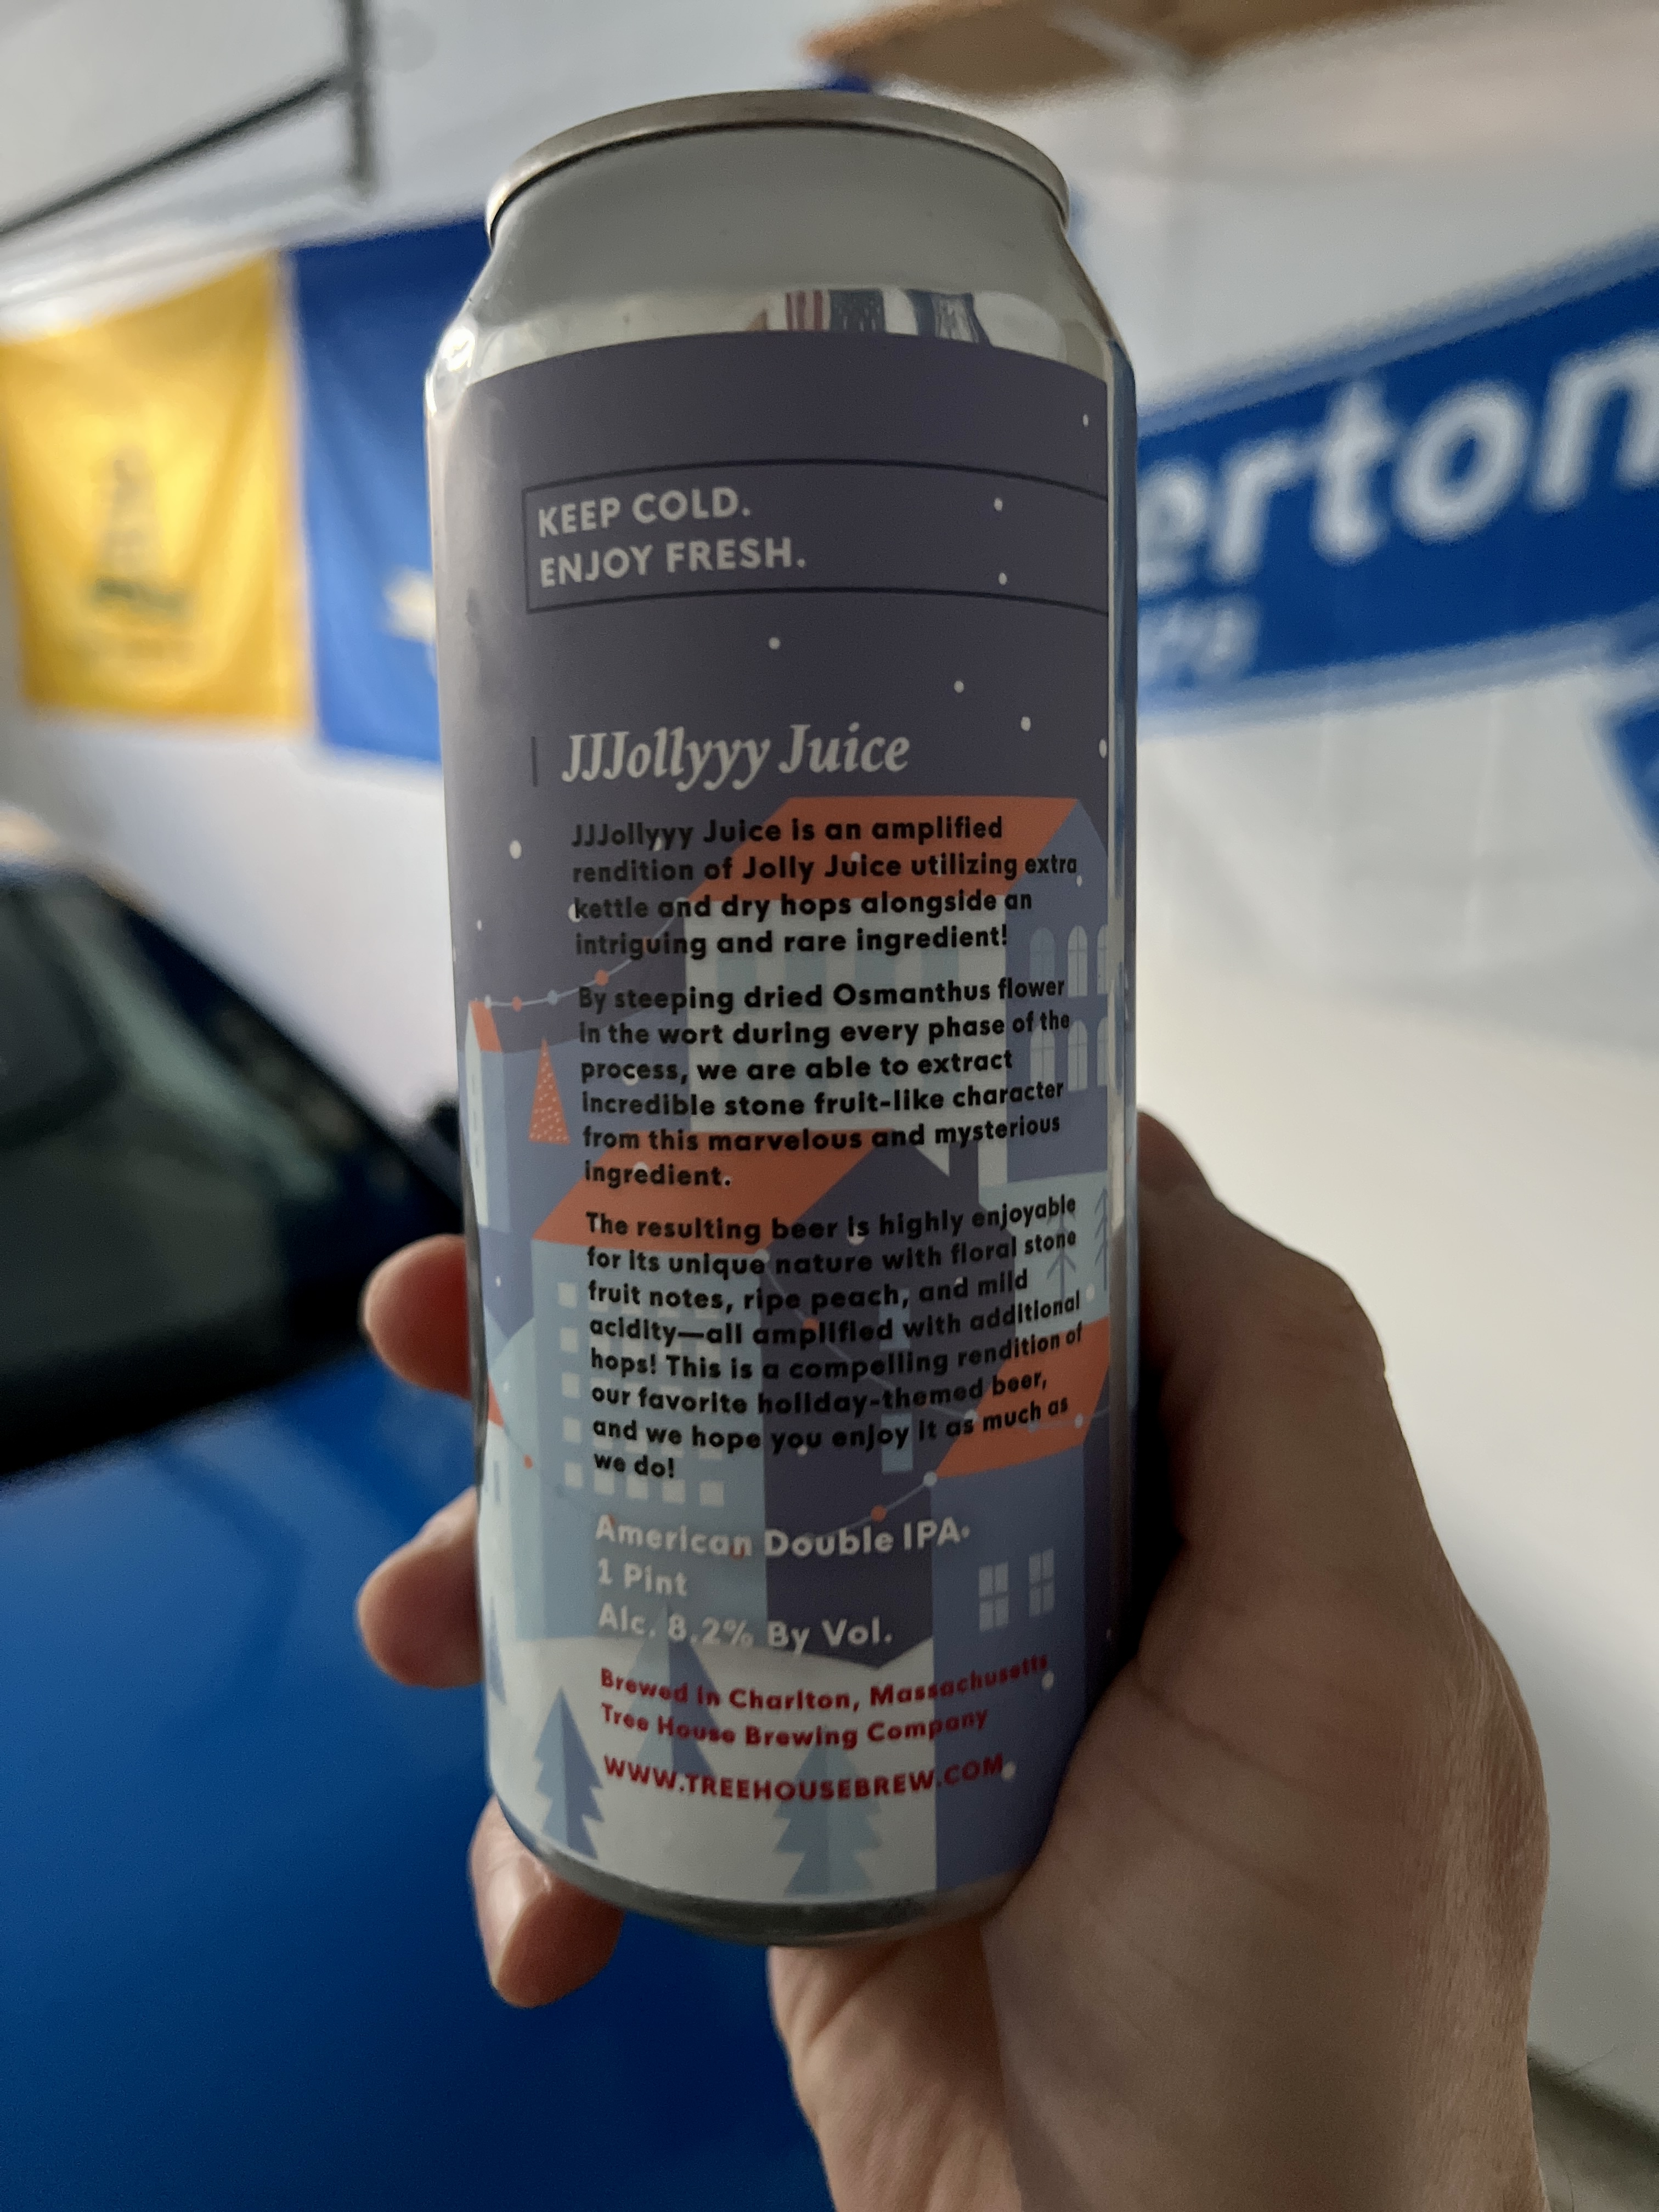 KEEP COLD.
ENJOY FRESH.
JJJollyyy Juice
JJJollyyy Juice is an amplified
rendition of Jolly Juice utilizing extra
kettle and dry hops alongside an
intriguing and rare ingredient!
By steeping dried Osmanthus flower
in the wort during every phase of the
process, we are able to extract
incredible stone fruit-like character
from this marvelous and mysterious
ingredient.
The resulting beer is highly enjoyable
for its unique nature with floral stone
fruit notes, ripe peach, and mild
acidity—all amplified with additional
hops! This is a compelling rendition of
our favorite holiday-themed beer,
and we hope you enjoy it as much as
we do!
American Double IPA.
1 Pint
Alc. 8.2% By Vol.
Brewed in Charlton, Massachusetts
Tree House Brewing Company
WWW.TREEHOUSEBREW.COM
erton